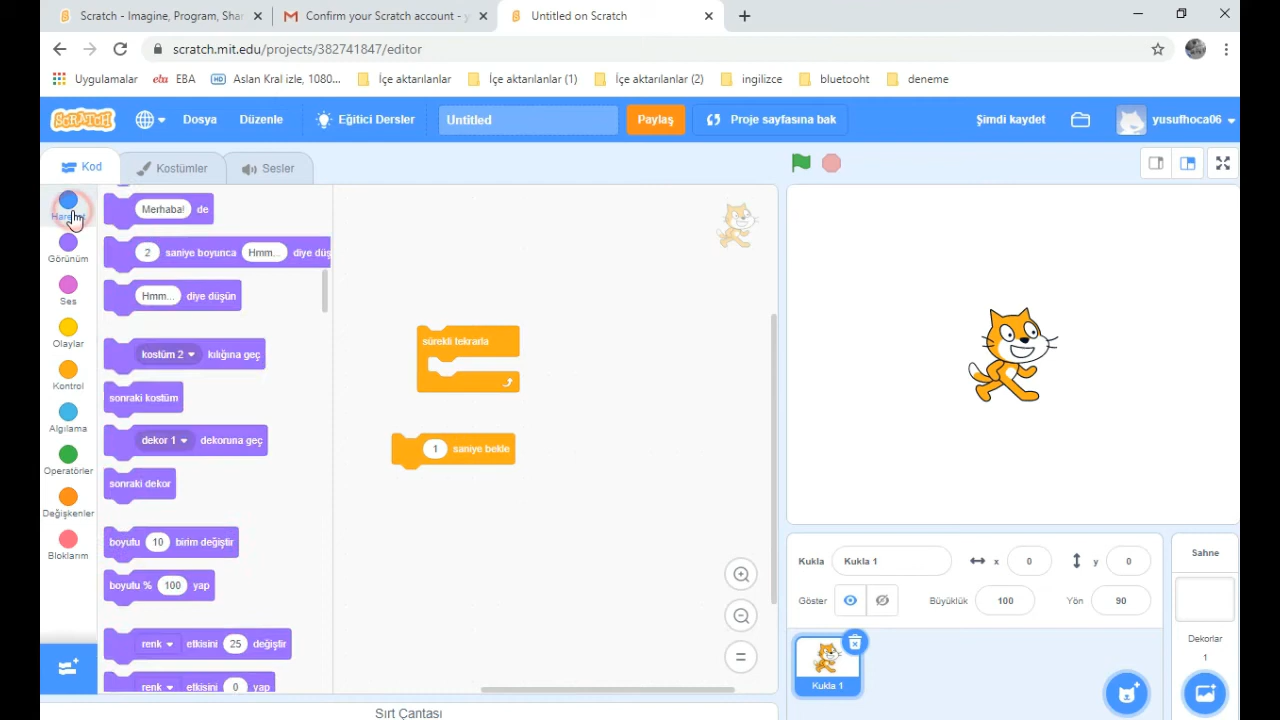 Scratch - Imagine, Program, Shar
Confirm your Scratch account - y
Untitled on Scratch
scratch.mit.edu/projects/382741847/editor
Uygulamalar
eba EBA
HD Aslan Kral izle, 1080...
İçe aktarılanlar
İçe aktarılanlar (1)
İçe aktarılanlar (2)
ingilizce
bluetooht
deneme
SCRATCH
Dosya
Düzenle
Eğitici Dersler
Untitled
Paylaş
Proje sayfasına bak
Şimdi kaydet
yusufhoca06
Kod
Kostümler
Sesler
Görünüm
Ses
Olaylar
Kontrol
Algılama
Operatörler
Değişkenler
Bloklarım
Merhaba! de
2 saniye boyunca Hmm... diye düş
Hmm... diye düşün
kostüm 2 kılığına geç
sonraki kostüm
dekor 1 dekoruna geç
sonraki dekor
boyutu 10 birim değiştir
boyutu % 100 yap
renk etkisini 25 değiştir
renk etkisini 0 yap
sürekli tekrarla
1 saniye bekle
Kukla
Kukla 1
x 0
y 0
Göster
Büyüklük 100
Yön 90
Kukla 1
Sahne
Dekorlar
1
Sırt Çantası